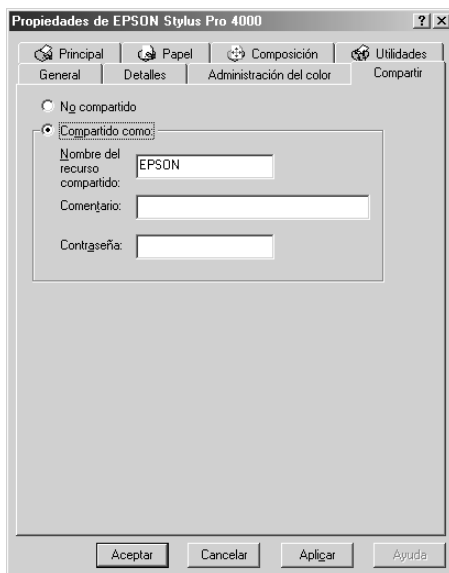 Propiedades de EPSON Stylus Pro 4000
Principal Papel Composición Utilidades
General Detalles Administración del color Compartir
No compartido
Compartido como:
Nombre del
recurso
compartido:
EPSON
Comentario:
Contraseña:
Aceptar Cancelar Aplicar Ayuda